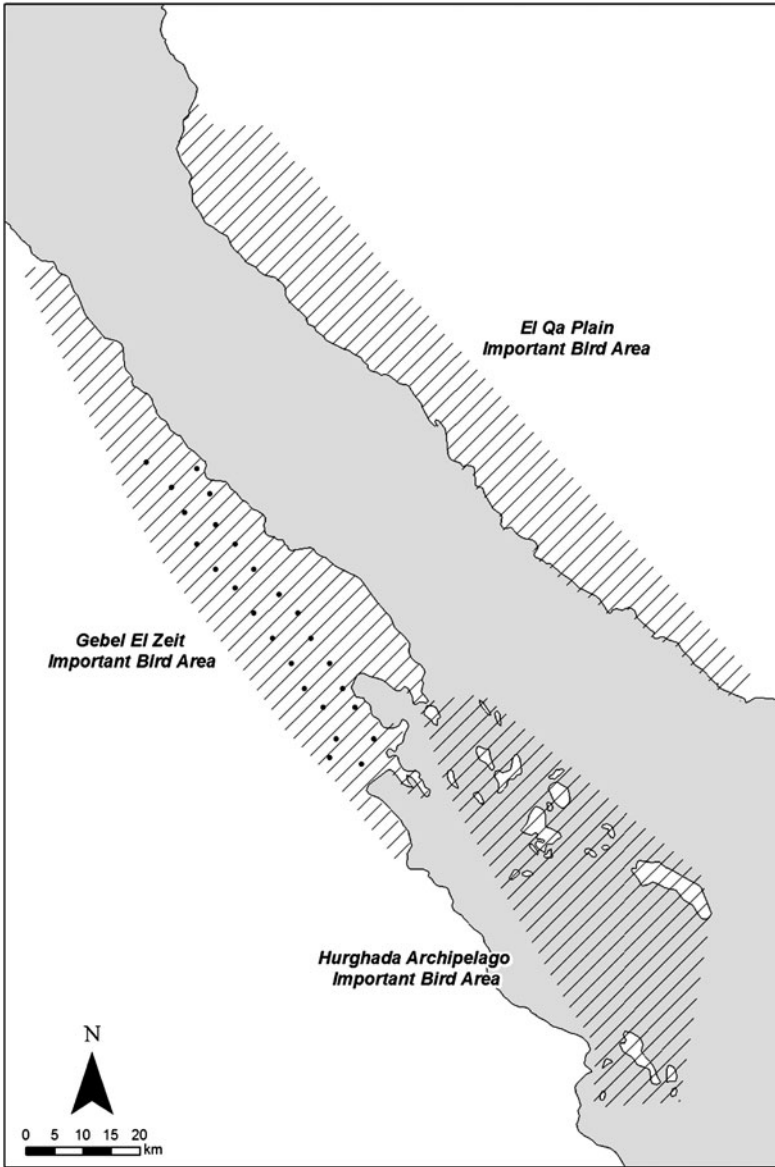 El Qa Plain
Important Bird Area
Gebel El Zeit
Important Bird Area
Hurghada Archipelago
Important Bird Area
N
0 5 10 15 20
km